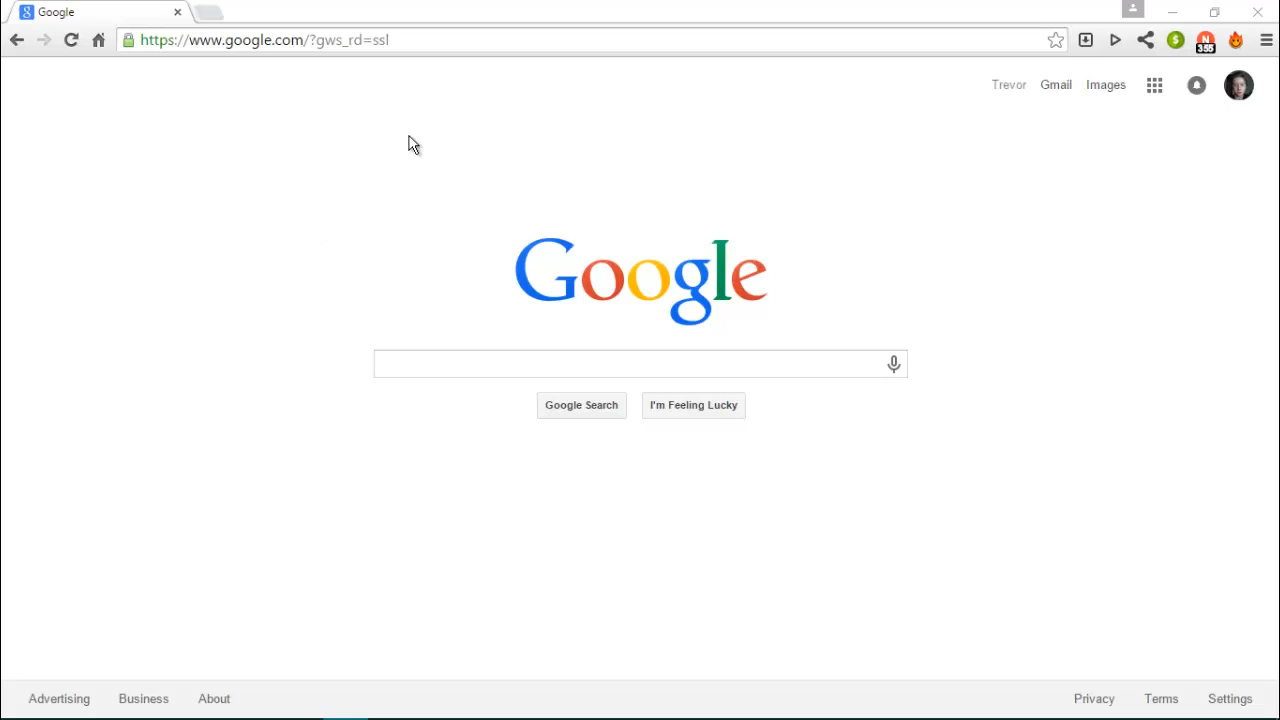 Google
https://www.google.com/?gws_rd=ssl
$
N
355
Trevor Gmail Images
Google
Google Search I'm Feeling Lucky
Advertising Business About Privacy Terms Settings